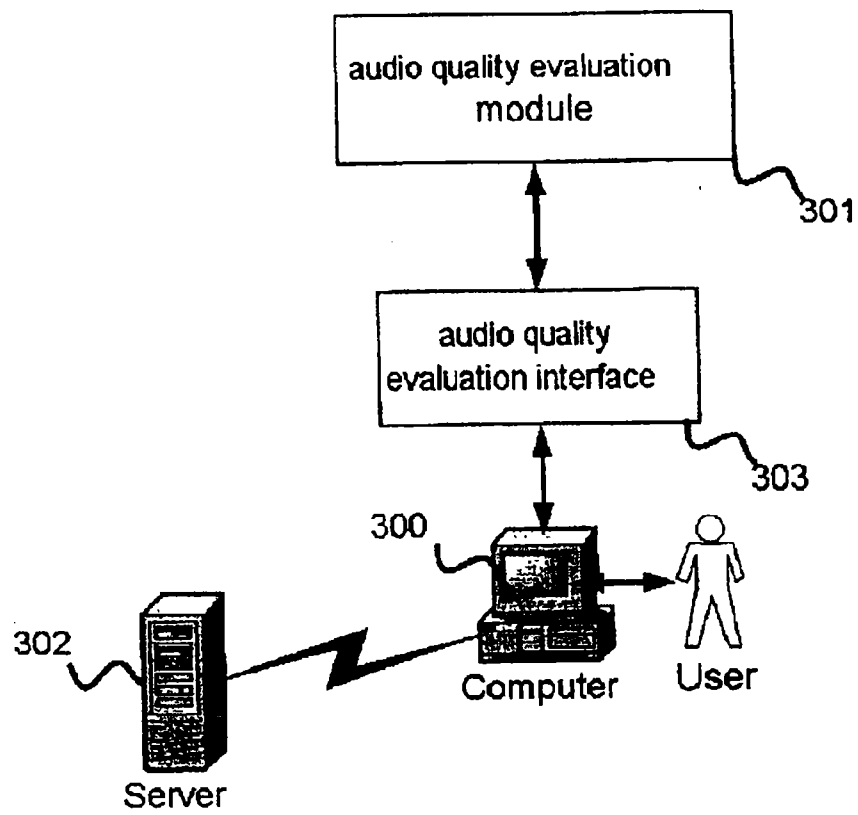 audio quality evaluation
module
301
audio quality
evaluation interface
303
300
302
Computer
User
Server